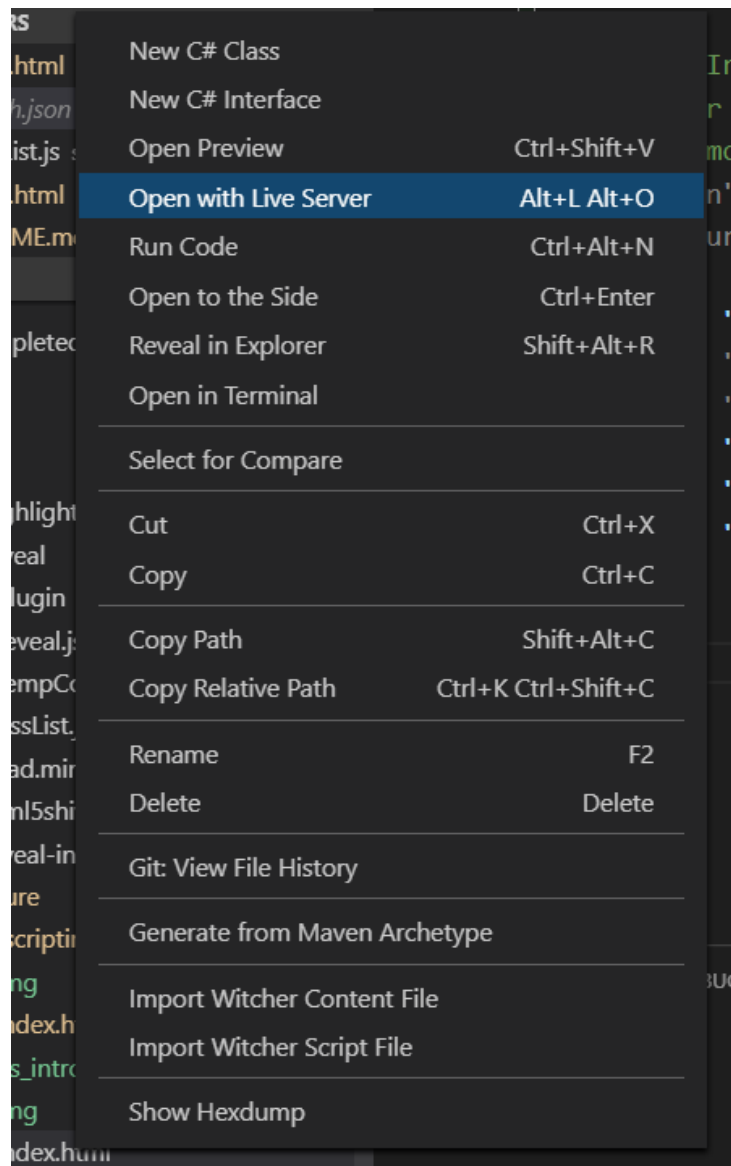 New C# Class
New C# Interface
Open Preview Ctrl+Shift+V
Open with Live Server Alt+L Alt+O
Run Code Ctrl+Alt+N
Open to the Side Ctrl+Enter
Reveal in Explorer Shift+Alt+R
Open in Terminal
Select for Compare
Cut Ctrl+X
Copy Ctrl+C
Copy Path Shift+Alt+C
Copy Relative Path Ctrl+K Ctrl+Shift+C
Rename F2
Delete Delete
Git: View File History
Generate from Maven Archetype
Import Witcher Content File
Import Witcher Script File
Show Hexdump